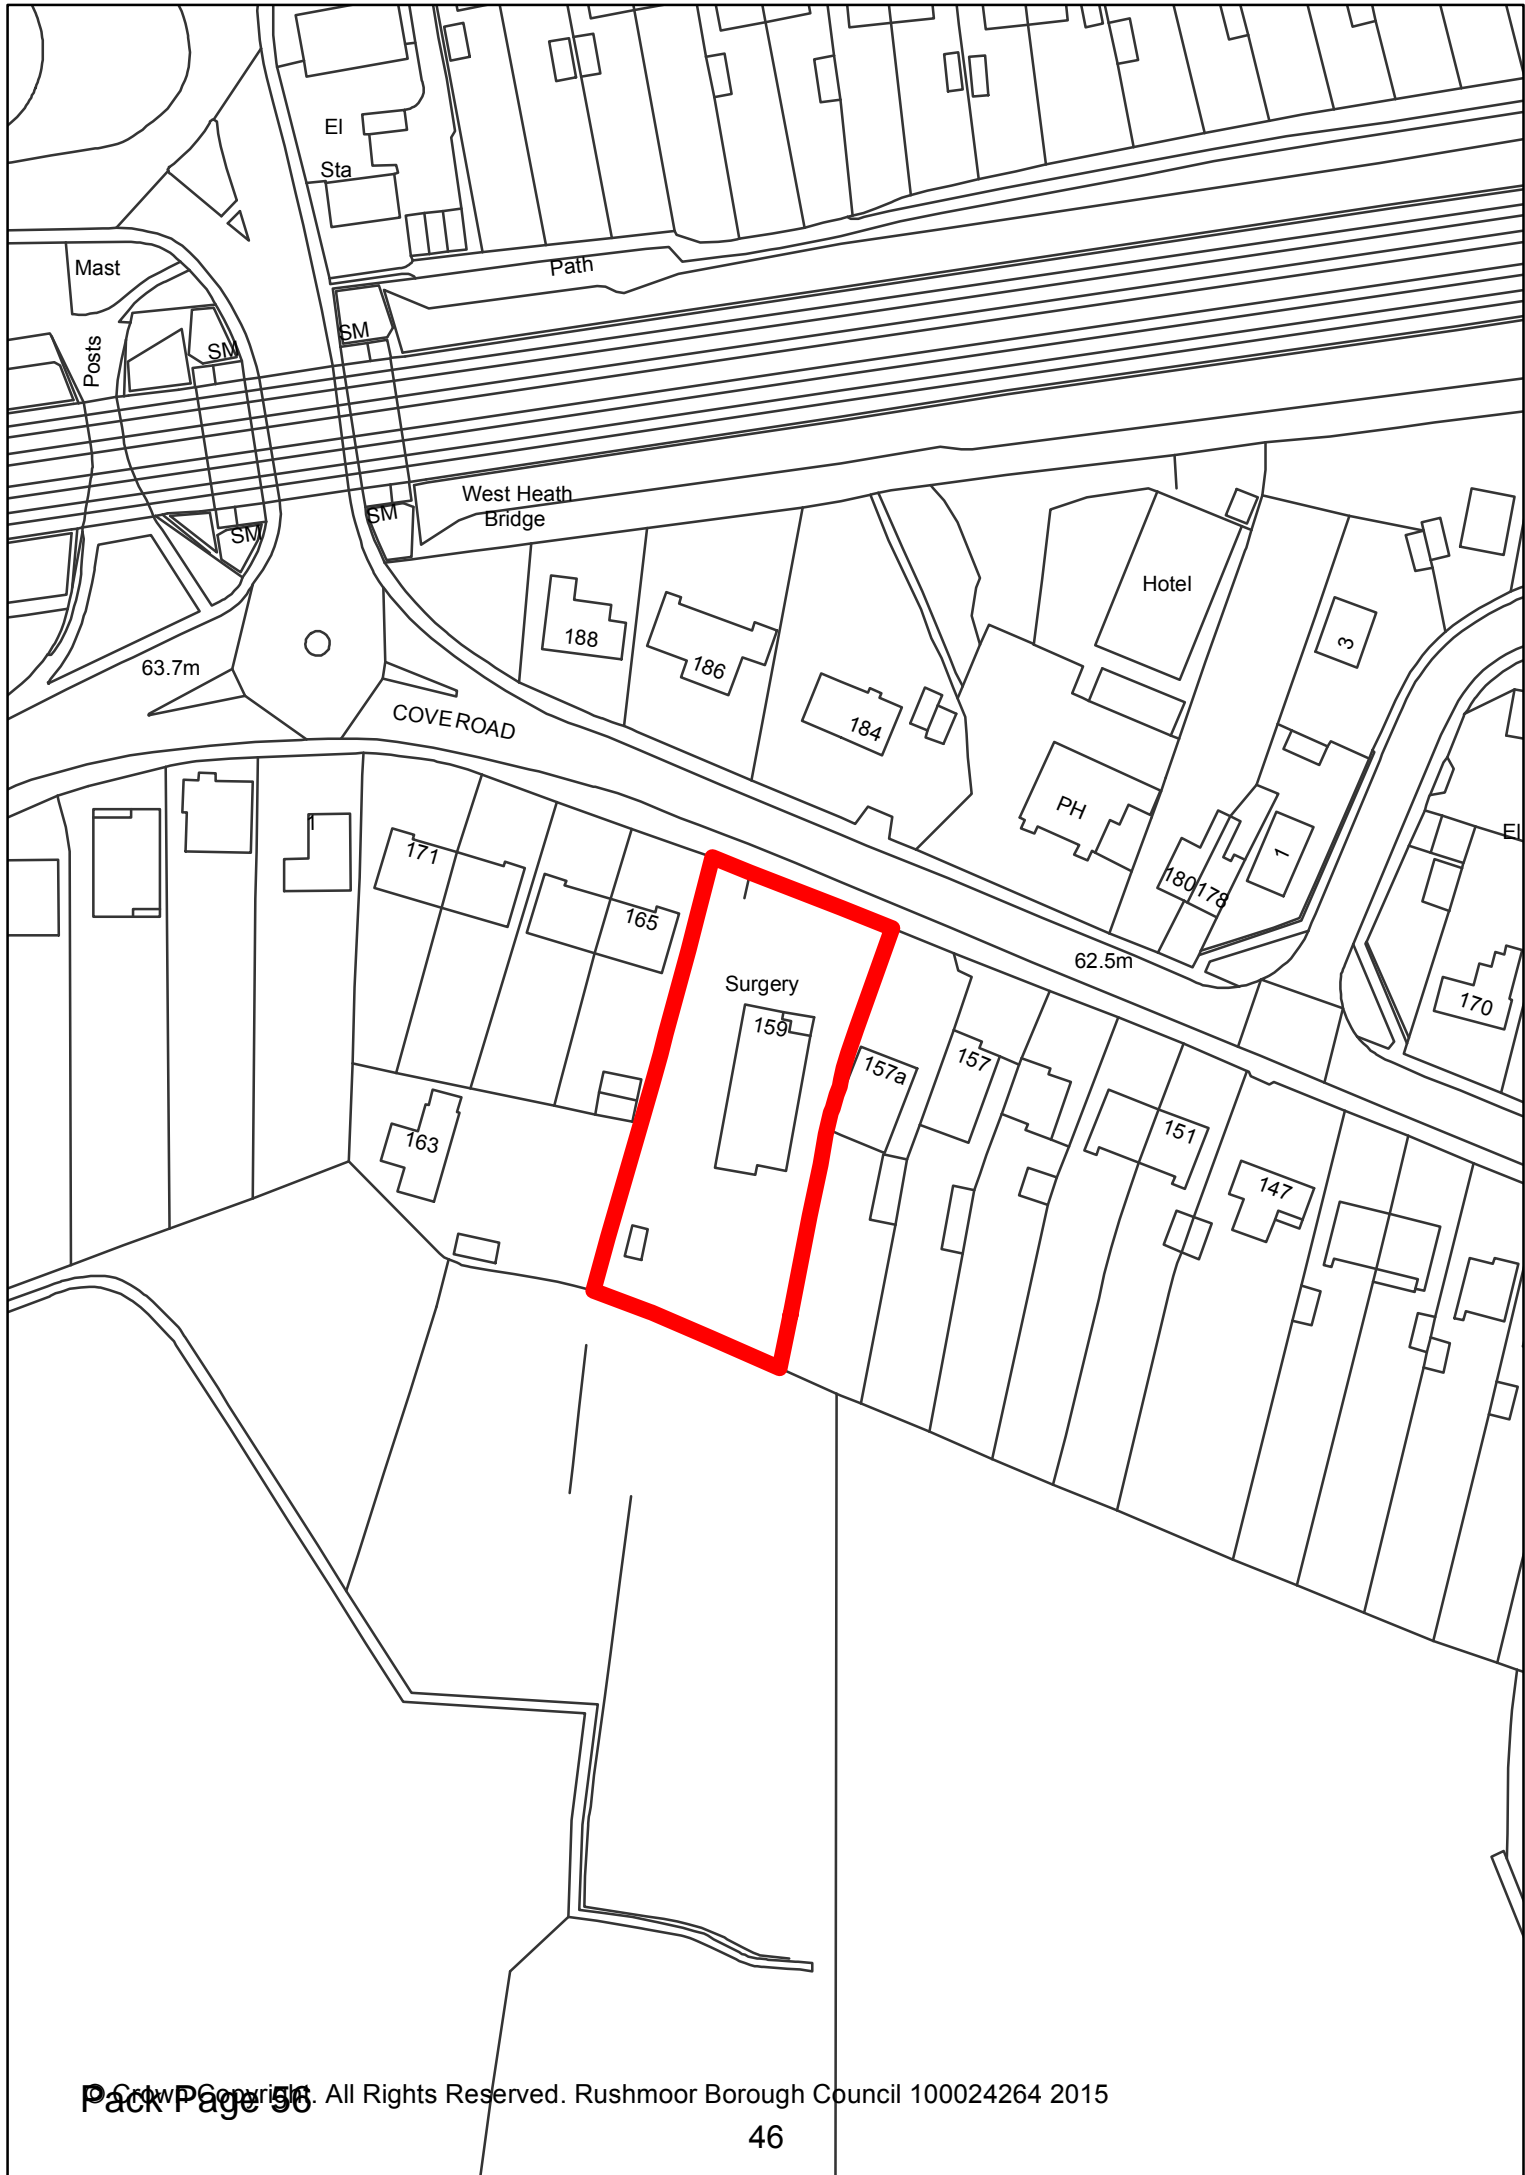 El
Sta
Mast
Path
Posts
SM
SM
West Heath
Bridge
SM
SM
Hotel
188
186
3
63.7m
COVE ROAD
184
PH
1
171
El
1
180
178
165
62.5m
Surgery
159
170
157a
157
163
151
147
© Crown Copyright. All Rights Reserved. Rushmoor Borough Council 100024264 2015
Pack Page 56
46